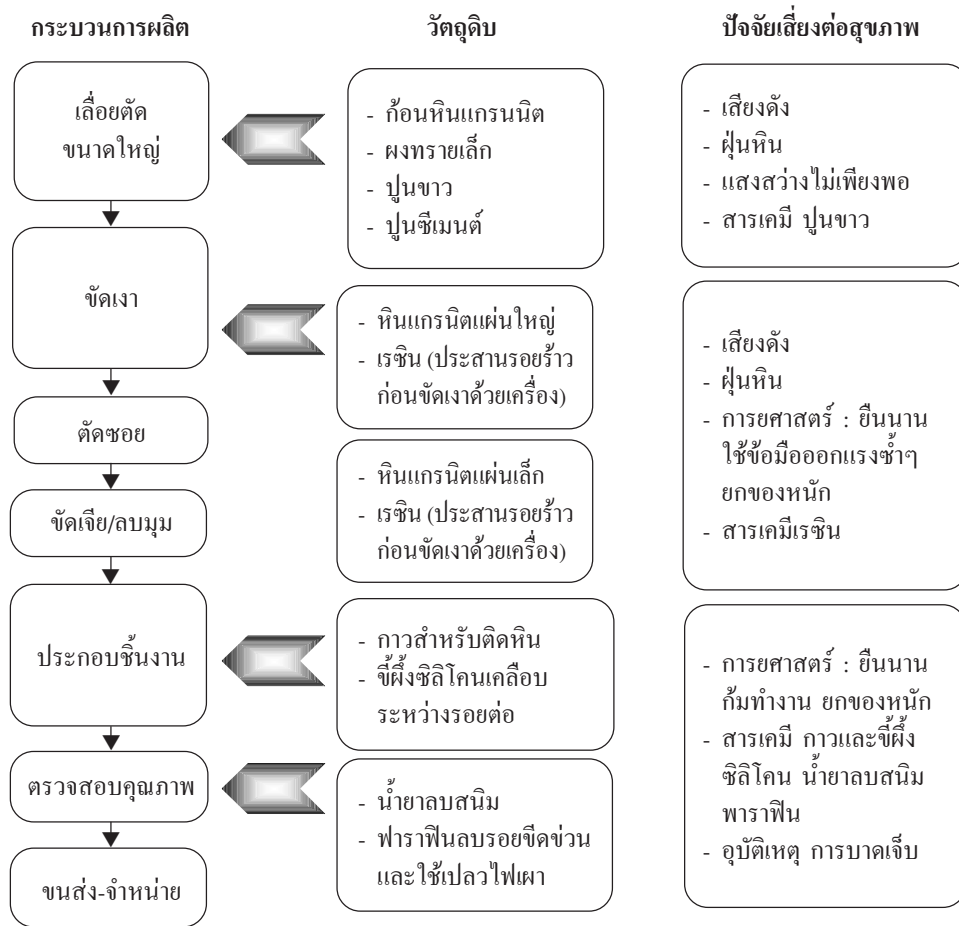 กระบวนการผลิต
เลื่อยตัด
ขนาดใหญ่
ขัดเงา
ตัดซอย
ขัดเจีย/ลบมุม
ประกอบชิ้นงาน
ตรวจสอบคุณภาพ
ขนส่ง-จำหน่าย
วัตถุดิบ
- ก้อนหินแกรนนิต
- ผงทรายเล็ก
- ปูนขาว
- ปูนซีเมนต์
- หินแกรนิตแผ่นใหญ่
- เรซิน (ประสานรอยร้าว
ก่อนขัดเงาด้วยเครื่อง)
- หินแกรนิตแผ่นเล็ก
- เรซิน (ประสานรอยร้าว
ก่อนขัดเงาด้วยเครื่อง)
- กาวสำหรับติดหิน
- ขี้ผึ้งซิลิโคนเคลือบ
ระหว่างรอยต่อ
- น้ำยาลบสนิม
- ฟาราฟินลบรอยขีดข่วน
และใช้เปลวไฟเผา
ปัจจัยเสี่ยงต่อสุขภาพ
- เสียงดัง
- ฝุ่นหิน
- แสงสว่างไม่เพียงพอ
- สารเคมี ปูนขาว
- เสียงดัง
- ฝุ่นหิน
- การยศาสตร์ : ยืนนาน
ใช้ข้อมือออกแรงซ้ำๆ
ยกของหนัก
- สารเคมีเรซิน
- การยศาสตร์ : ยืนนาน
ก้มทำงาน ยกของหนัก
- สารเคมี กาวและขี้ผึ้ง
ซิลิโคน น้ำยาลบสนิม
พาราฟิน
- อุบัติเหตุ การบาดเจ็บ